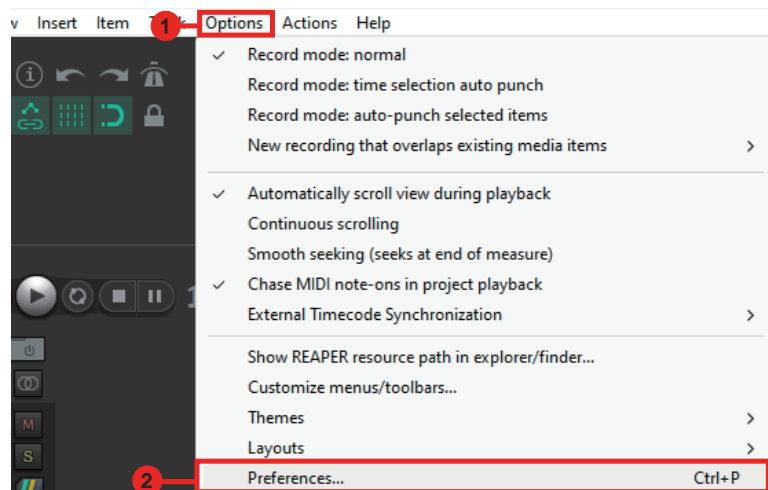 Insert Item Options Actions Help
1
Record mode: normal
Record mode: time selection auto punch
Record mode: auto-punch selected items
New recording that overlaps existing media items
Automatically scroll view during playback
Continuous scrolling
Smooth seeking (seeks at end of measure)
Chase MIDI note-ons in project playback
External Timecode Synchronization
Show REAPER resource path in explorer/finder...
Customize menus/toolbars...
Themes
M
Layouts
S
2
Preferences... Ctrl+P